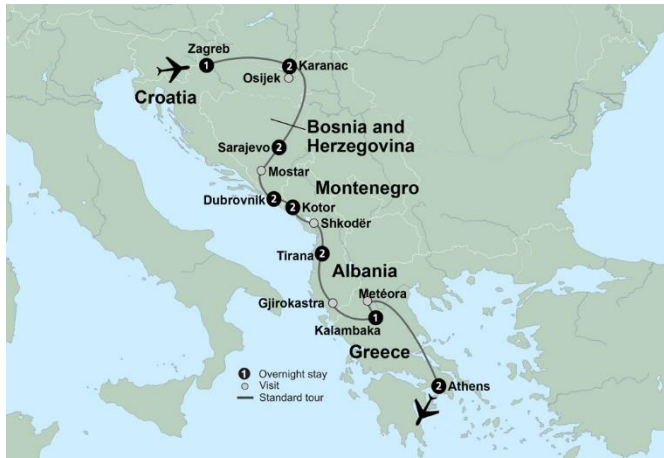 Zagreb
1
2
Karanac
Osijek
Croatia
Bosnia and
Herzegovina
Sarajevo
2
Mostar
Montenegro
Dubrovnik
2
2
Kotor
Shkodër
Tirana
2
Albania
Metéora
Gjirokastra
1
Kalambaka
Greece
1 Overnight stay
Visit
Standard tour
2
Athens